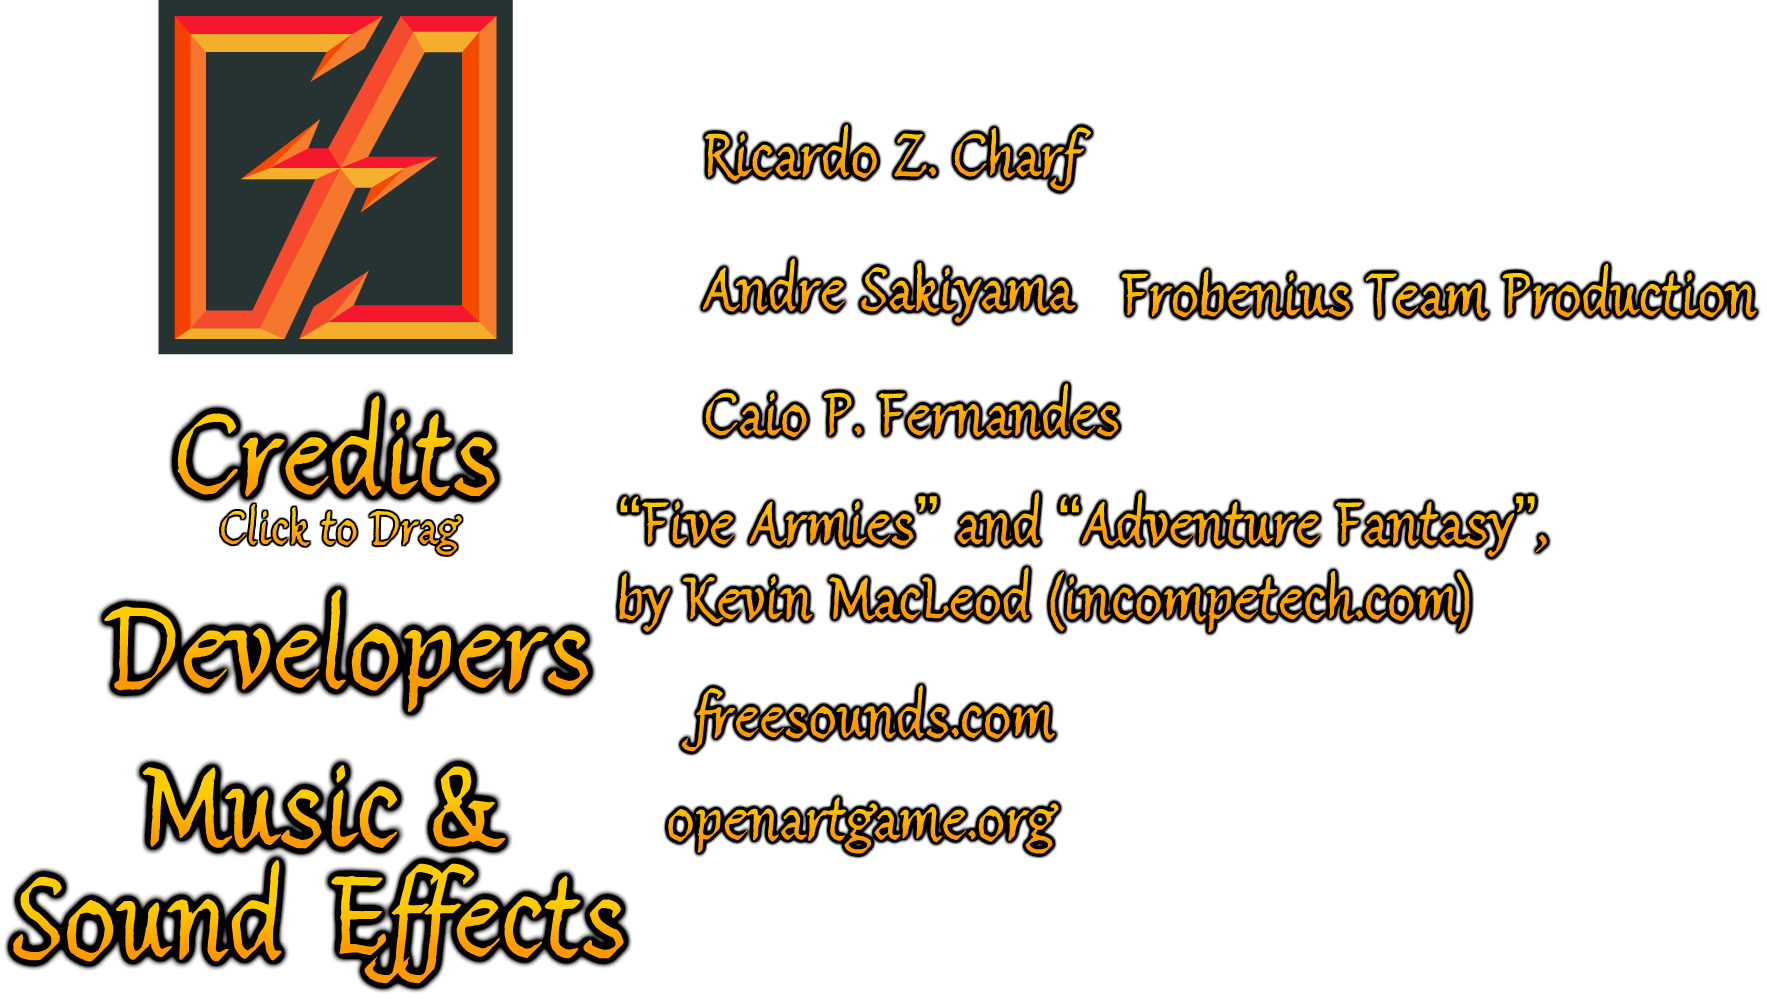 Credits
Click to Drag
Developers
Music &
Sound Effects
Ricardo Z. Charf
Andre Sakiyama
Frobenius Team Production
Caio P. Fernandes
“Five Armies” and “Adventure Fantasy”,
by Kevin MacLeod (incompetech.com)
freesounds.com
openartgame.org